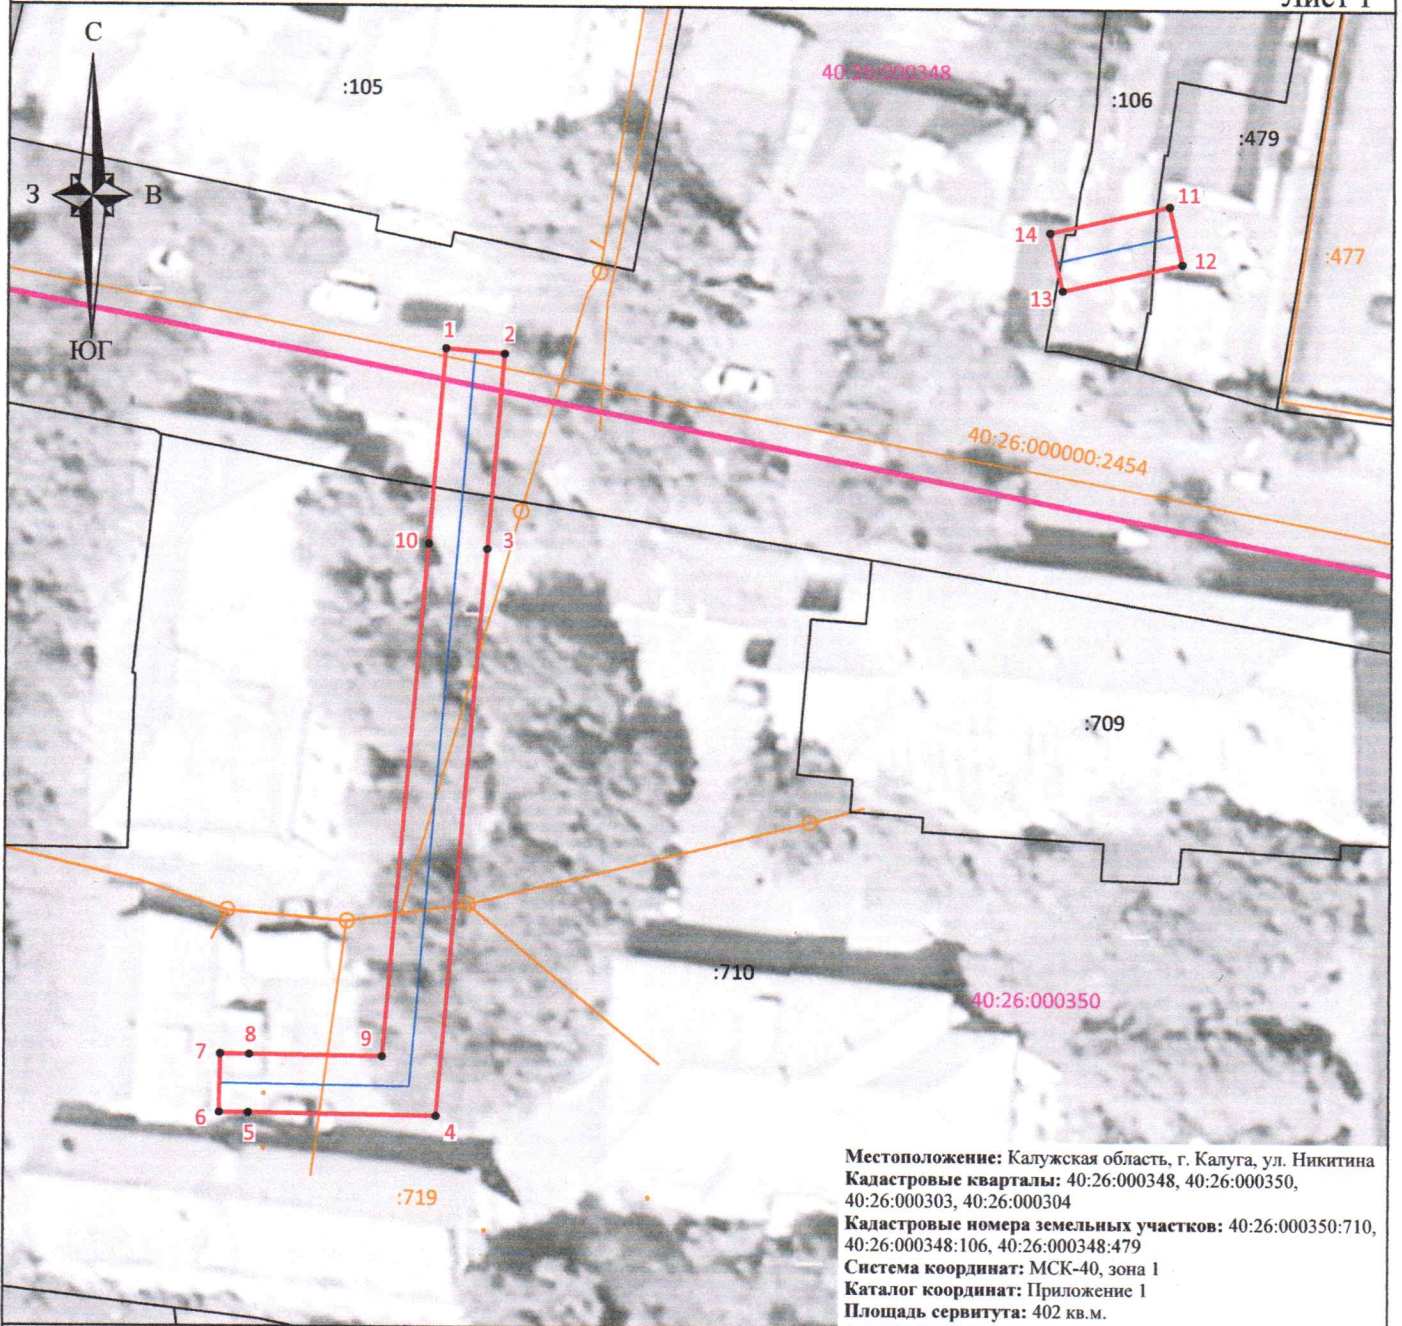 Лист 1
С
:105
40:26:000348
:106
:479
З
В
11
14
12
:477
13
ЮГ
1
2
40:26:000000:2454
10
3
:709
:710
40:26:000350
7
8
9
6
5
4
:719
Местоположение: Калужская область, г. Калуга, ул. Никитина
Кадастровые кварталы: 40:26:000348, 40:26:000350,
40:26:000303, 40:26:000304
Кадастровые номера земельных участков: 40:26:000350:710,
40:26:000348:106, 40:26:000348:479
Система координат: МСК-40, зона 1
Каталог координат: Приложение 1
Площадь сервитута: 402 кв.м.